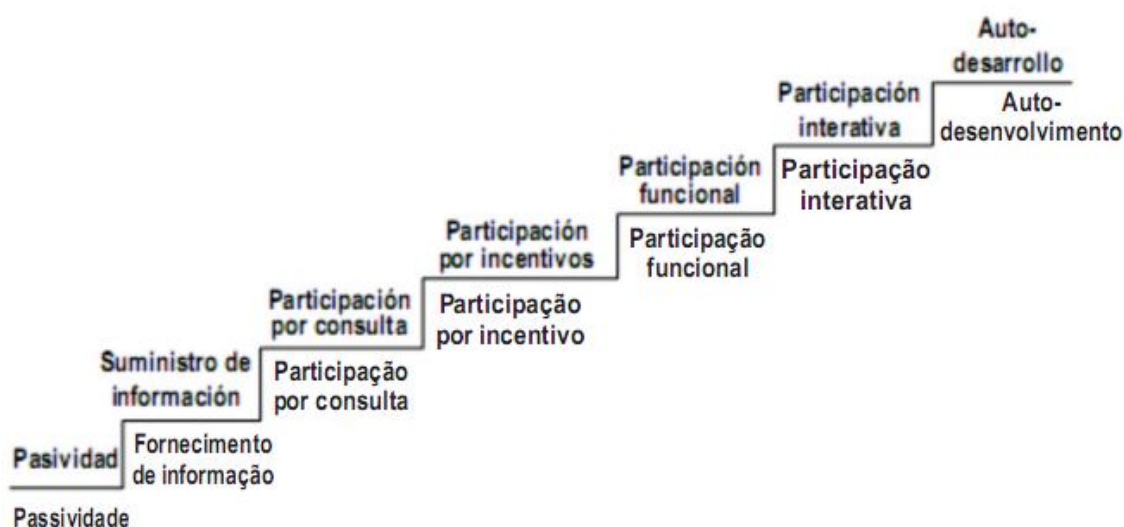 Pasividad
Passividade
Suministro de
información
Fornecimento
de informação
Participación
por consulta
Participação
por consulta
Participación
por incentivos
Participação
por incentivo
Participación
funcional
Participação
funcional
Participación
interativa
Participação
interativa
Auto-
desarrollo
Auto-
desenvolvimento